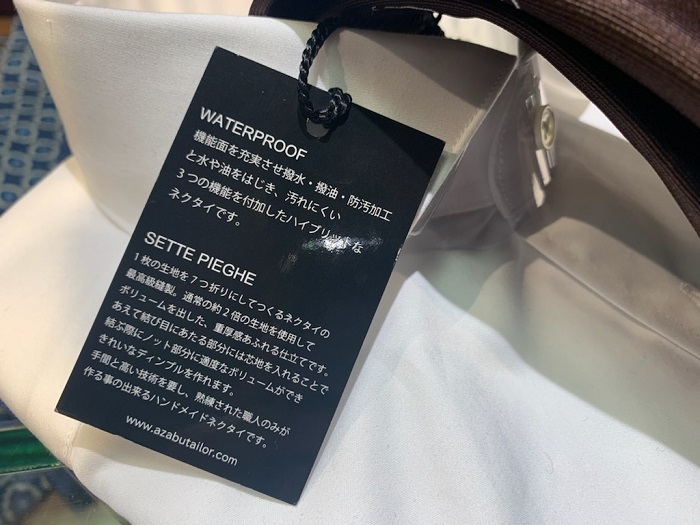 WATERPROOF
機能面を充実させ撥水・撥油・防汚加工
と水や油をはじき、汚れにくい
3つの機能を付加したハイブリットな
ネクタイです。
SETTE PIEGHE
1枚の生地を7つ折りにしてつくるネクタイの
最高級縫製。通常の約2倍の生地を使用して
ボリュームを出した、重厚感あふれる仕立てです。
あえて結び目にあたる部分には芯地を入れることで
結ぶ際にノット部分に適度なボリュームができ
きれいなディンプルを作れます。
手間と高い技術を要し、熟練された職人のみが
作る事の出来るハンドメイドネクタイです。
www.azabutailor.com